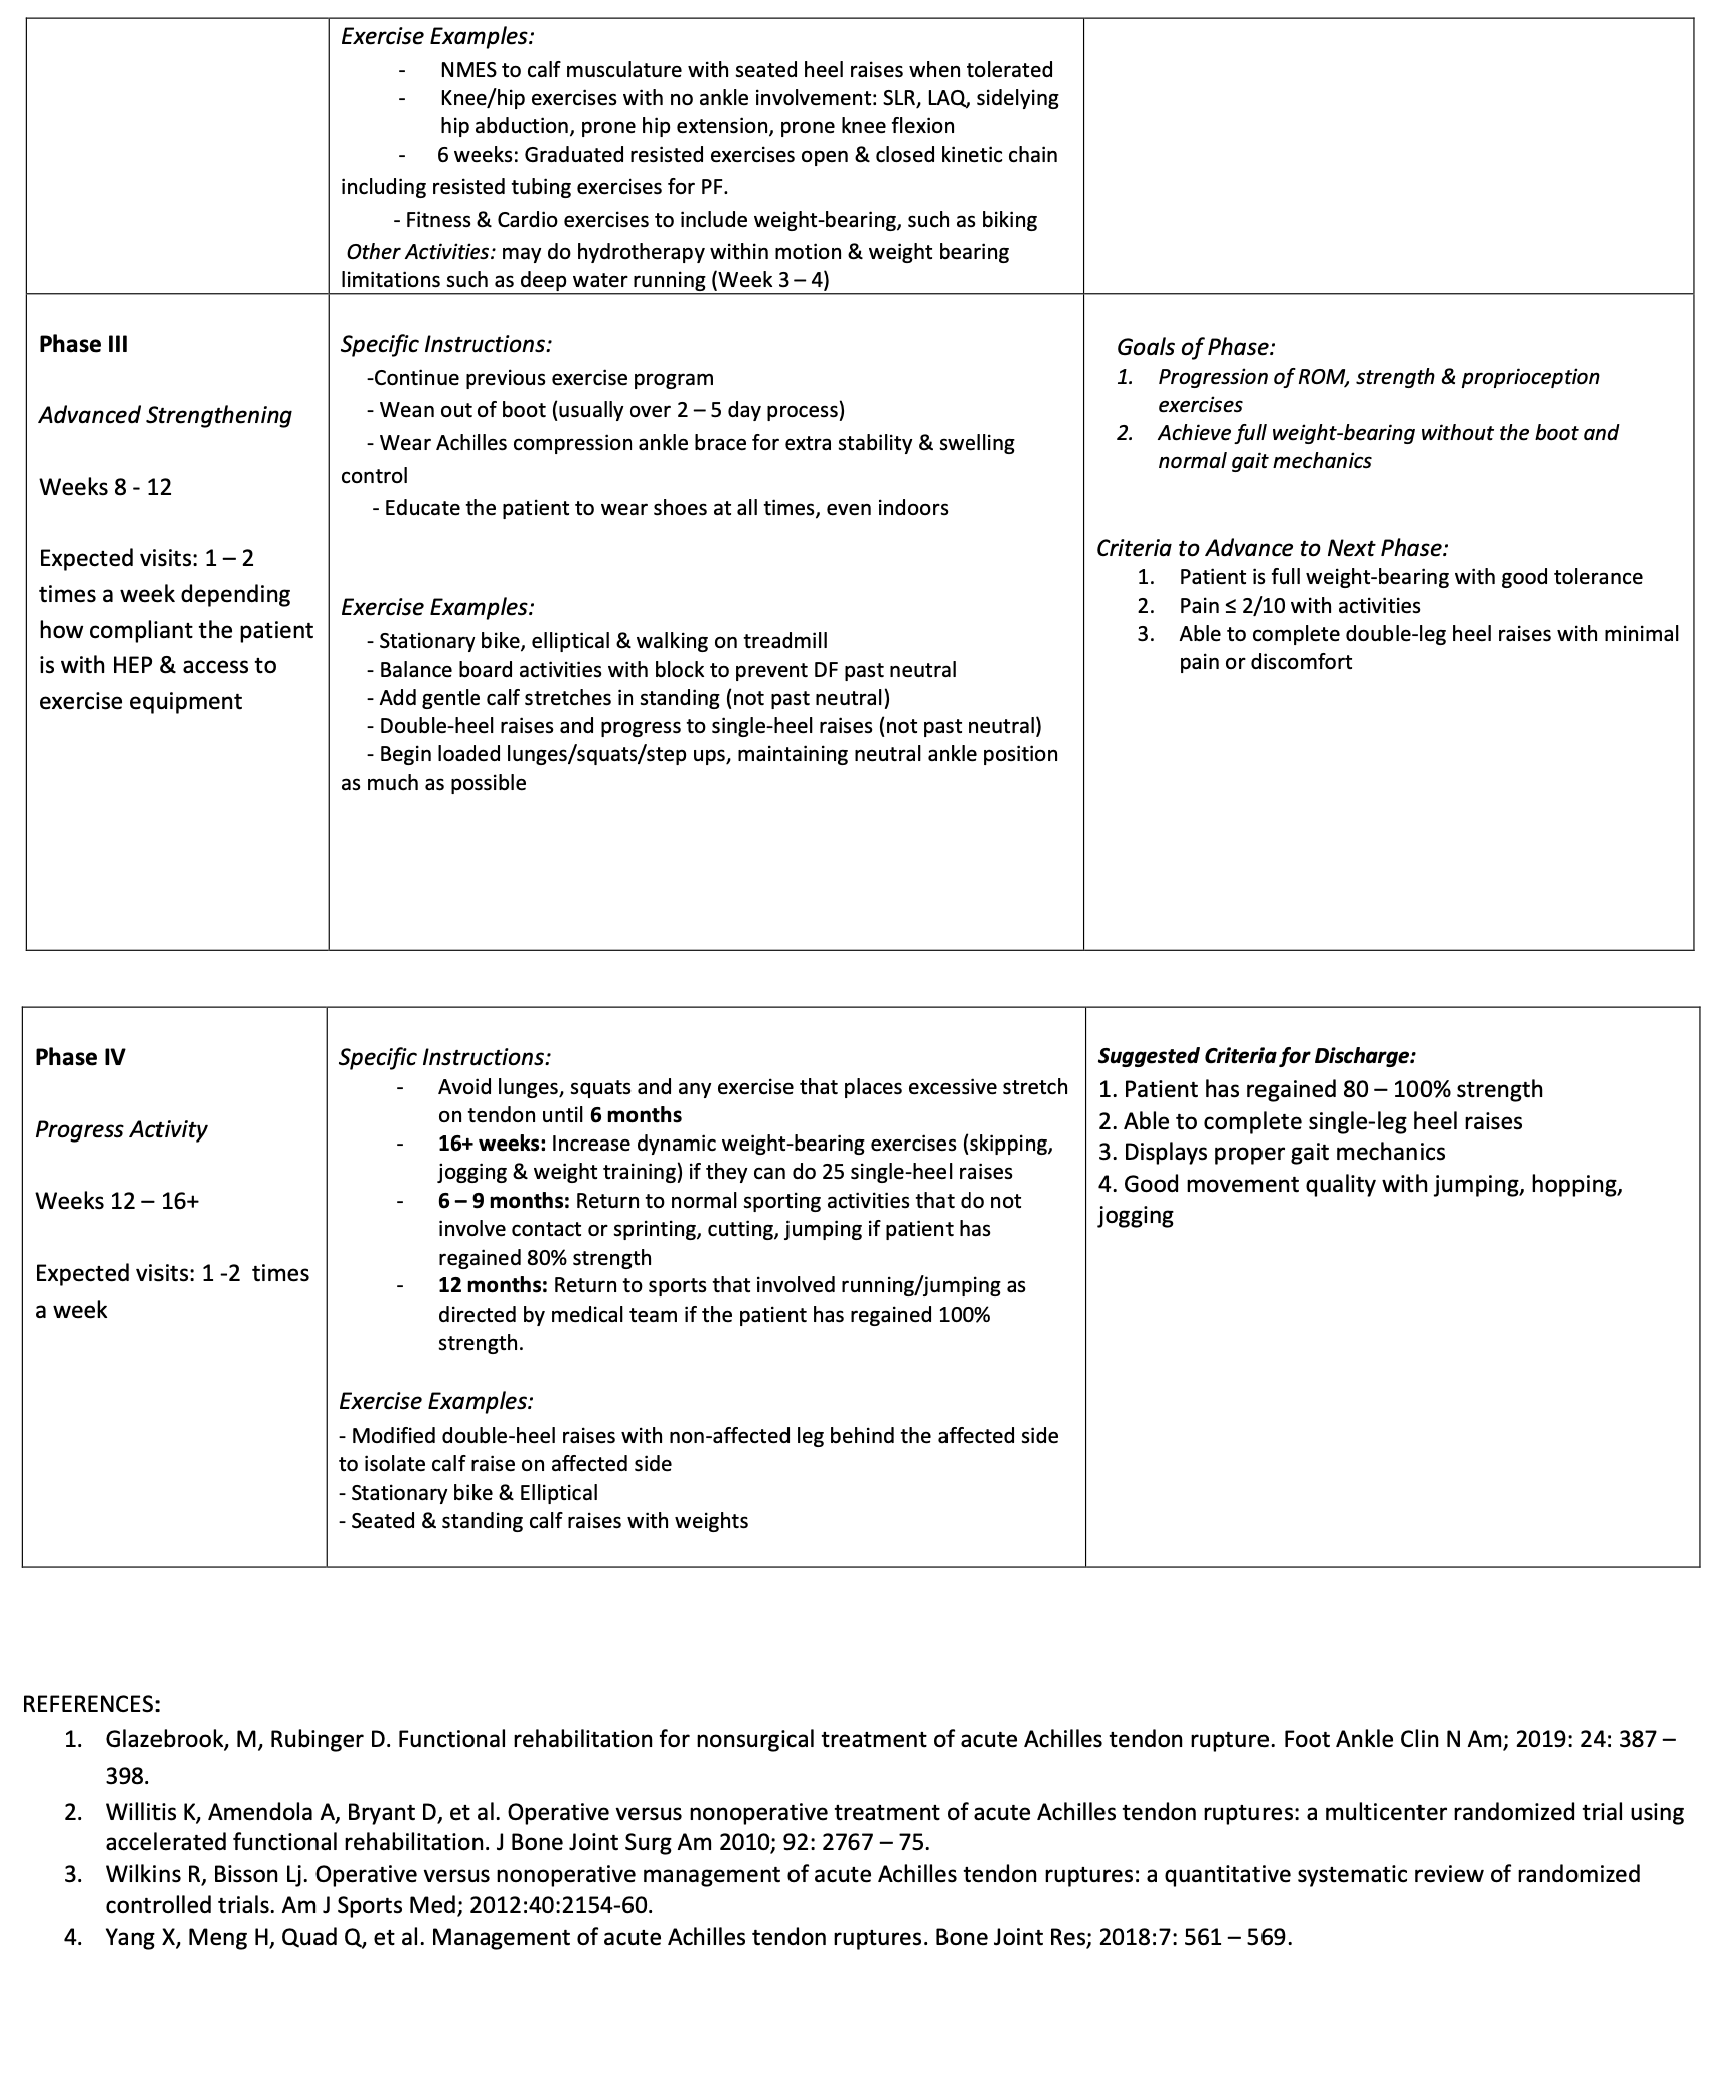 Exercise Examples:
- NMES to calf musculature with seated heel raises when tolerated
- Knee/hip exercises with no ankle involvement: SLR, LAQ, sidelying
hip abduction, prone hip extension, prone knee flexion
- 6 weeks: Graduated resisted exercises open & closed kinetic chain
including resisted tubing exercises for PF.
- Fitness & Cardio exercises to include weight-bearing, such as biking
Other Activities: may do hydrotherapy within motion & weight bearing
limitations such as deep water running (Week 3 – 4)
Phase III
Advanced Strengthening
Weeks 8 - 12
Expected visits: 1 – 2
times a week depending
how compliant the patient
is with HEP & access to
exercise equipment
Specific Instructions:
-Continue previous exercise program
- Wean out of boot (usually over 2 – 5 day process)
- Wear Achilles compression ankle brace for extra stability & swelling
control
- Educate the patient to wear shoes at all times, even indoors
Exercise Examples:
- Stationary bike, elliptical & walking on treadmill
- Balance board activities with block to prevent DF past neutral
- Add gentle calf stretches in standing (not past neutral)
- Double-heel raises and progress to single-heel raises (not past neutral)
- Begin loaded lunges/squats/step ups, maintaining neutral ankle position
as much as possible
Goals of Phase:
1. Progression of ROM, strength & proprioception
exercises
2. Achieve full weight-bearing without the boot and
normal gait mechanics
Criteria to Advance to Next Phase:
1. Patient is full weight-bearing with good tolerance
2. Pain ≤ 2/10 with activities
3. Able to complete double-leg heel raises with minimal
pain or discomfort
Phase IV
Progress Activity
Weeks 12 – 16+
Expected visits: 1 -2 times
a week
Specific Instructions:
- Avoid lunges, squats and any exercise that places excessive stretch
on tendon until 6 months
- 16+ weeks: Increase dynamic weight-bearing exercises (skipping,
jogging & weight training) if they can do 25 single-heel raises
- 6 – 9 months: Return to normal sporting activities that do not
involve contact or sprinting, cutting, jumping if patient has
regained 80% strength
- 12 months: Return to sports that involved running/jumping as
directed by medical team if the patient has regained 100%
strength.
Exercise Examples:
- Modified double-heel raises with non-affected leg behind the affected side
to isolate calf raise on affected side
- Stationary bike & Elliptical
- Seated & standing calf raises with weights
Suggested Criteria for Discharge:
1. Patient has regained 80 – 100% strength
2. Able to complete single-leg heel raises
3. Displays proper gait mechanics
4. Good movement quality with jumping, hopping,
jogging
REFERENCES:
1. Glazebrook, M, Rubinger D. Functional rehabilitation for nonsurgical treatment of acute Achilles tendon rupture. Foot Ankle Clin N Am; 2019: 24: 387 –
398.
2. Willitis K, Amendola A, Bryant D, et al. Operative versus nonoperative treatment of acute Achilles tendon ruptures: a multicenter randomized trial using
accelerated functional rehabilitation. J Bone Joint Surg Am 2010; 92: 2767 – 75.
3. Wilkins R, Bisson Lj. Operative versus nonoperative management of acute Achilles tendon ruptures: a quantitative systematic review of randomized
controlled trials. Am J Sports Med; 2012:40:2154-60.
4. Yang X, Meng H, Quad Q, et al. Management of acute Achilles tendon ruptures. Bone Joint Res; 2018:7: 561 – 569.